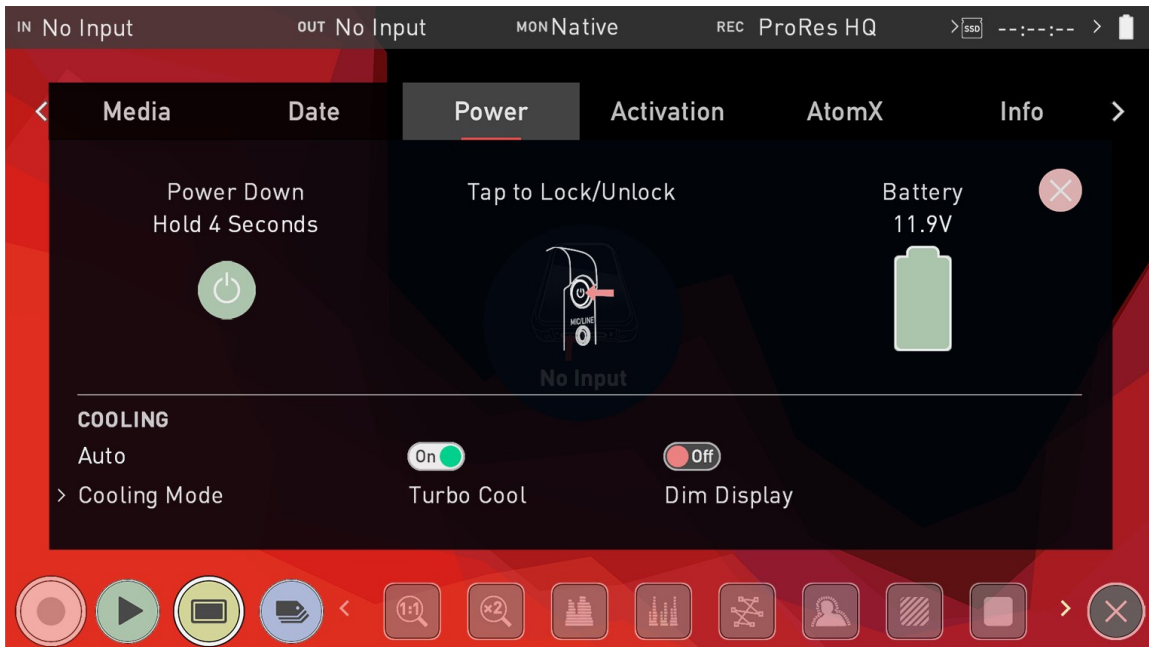 IN No Input OUT No Input MON Native REC ProRes HQ > SSD --:--:-- >
< Media Date Power Activation AtomX Info >
Power Down Tap to Lock/Unlock Battery
Hold 4 Seconds 11.9V
MIC/LINE
No Input
COOLING
Auto On Off
> Cooling Mode Turbo Cool Dim Display
< 1:1 ×2 >